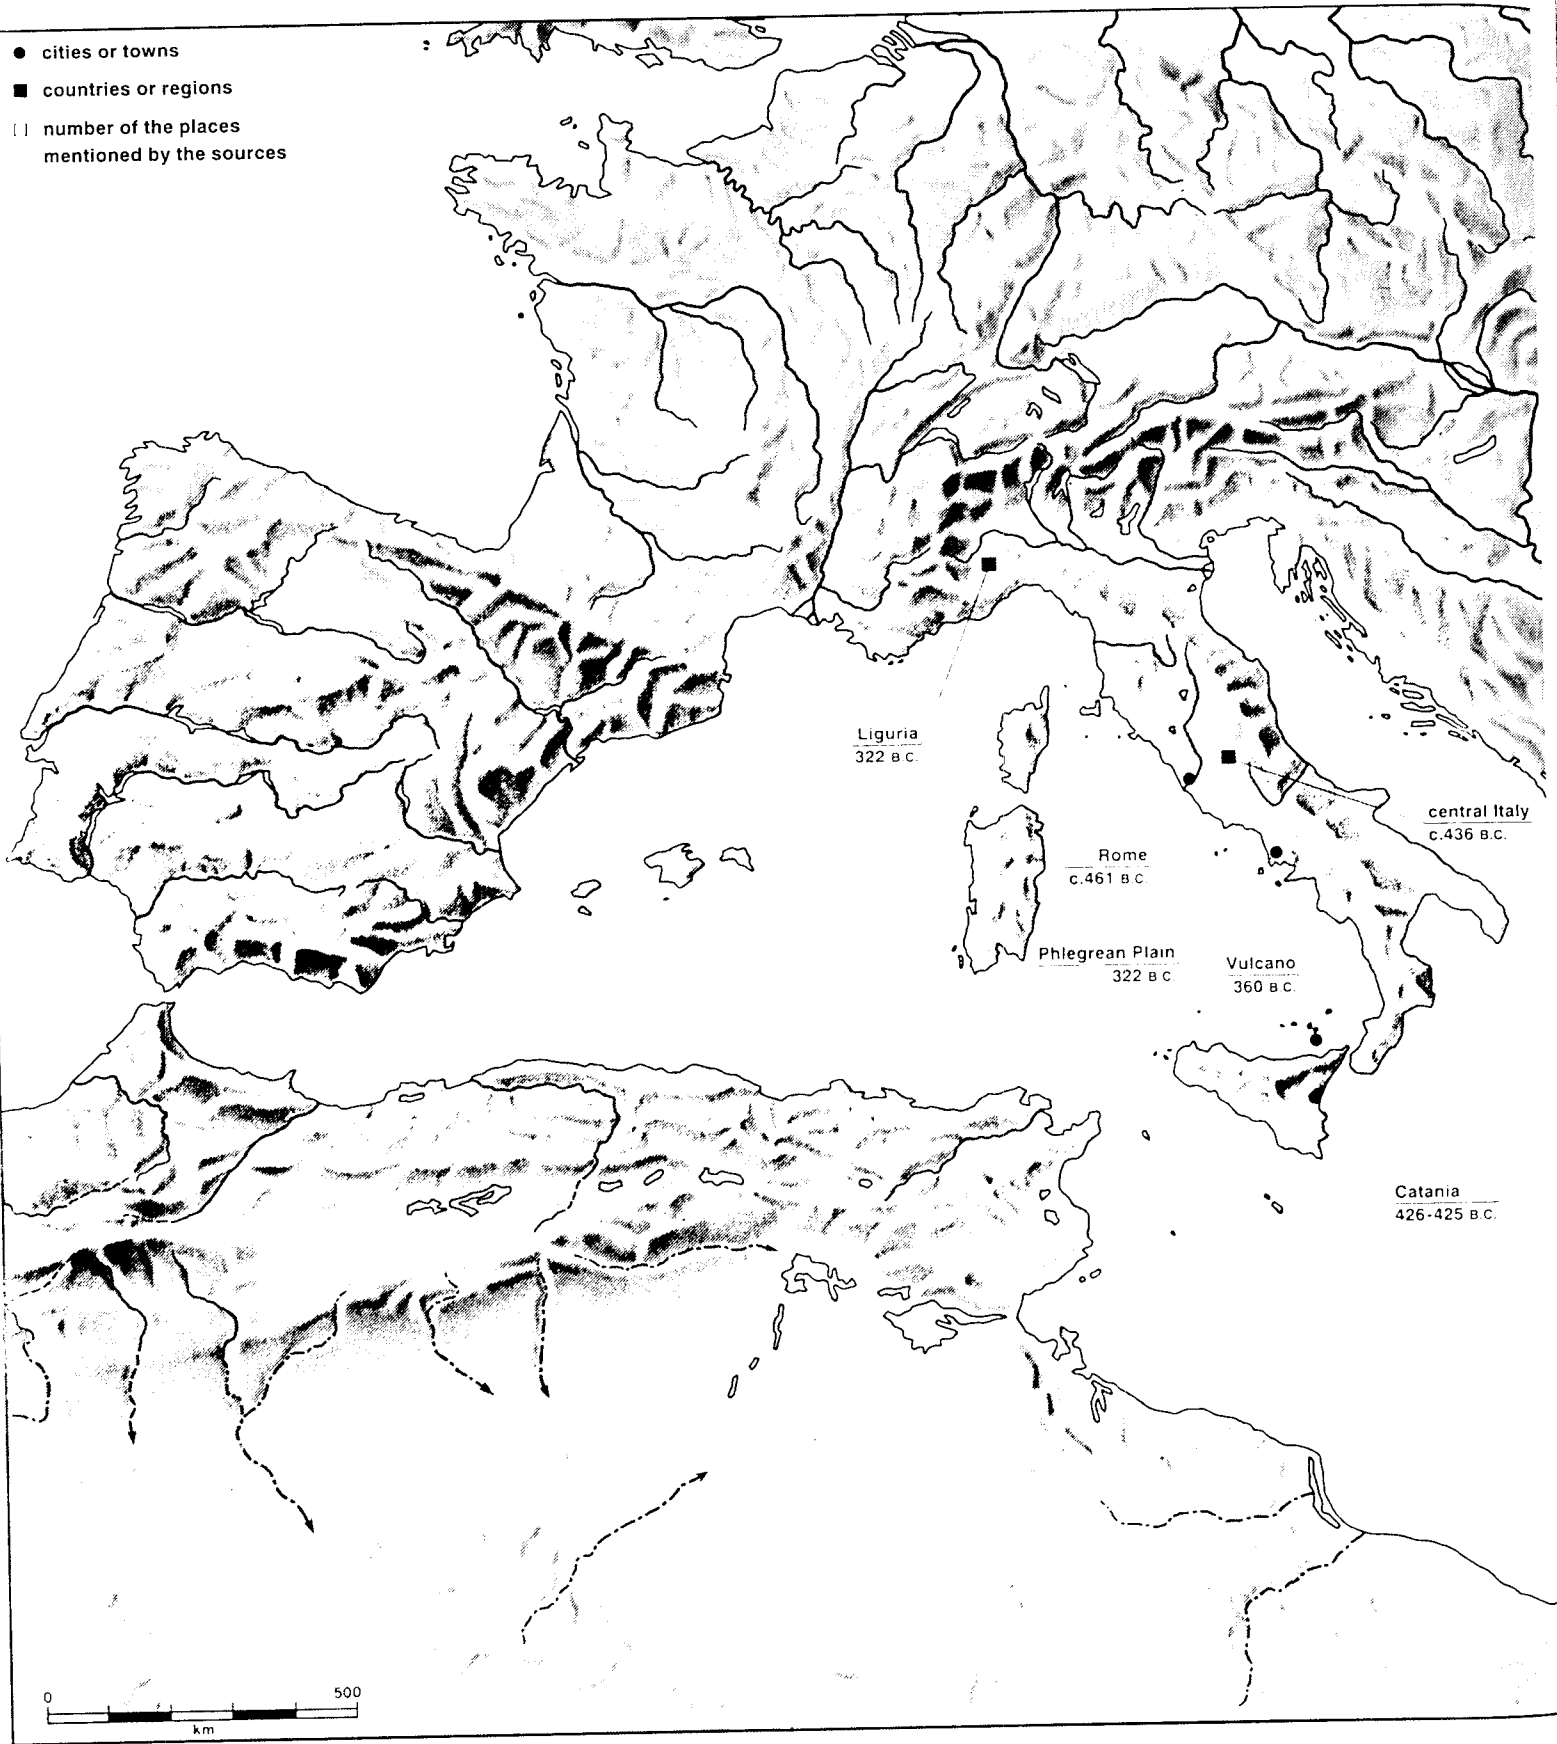 cities or towns
countries or regions
[ ] number of the places
mentioned by the sources
Liguria
322 B.C.
central Italy
c.436 B.C.
Rome
c.461 B.C.
Phlegrean Plain
322 B.C.
Vulcano
360 B.C.
Catania
426-425 B.C.
0 500
km